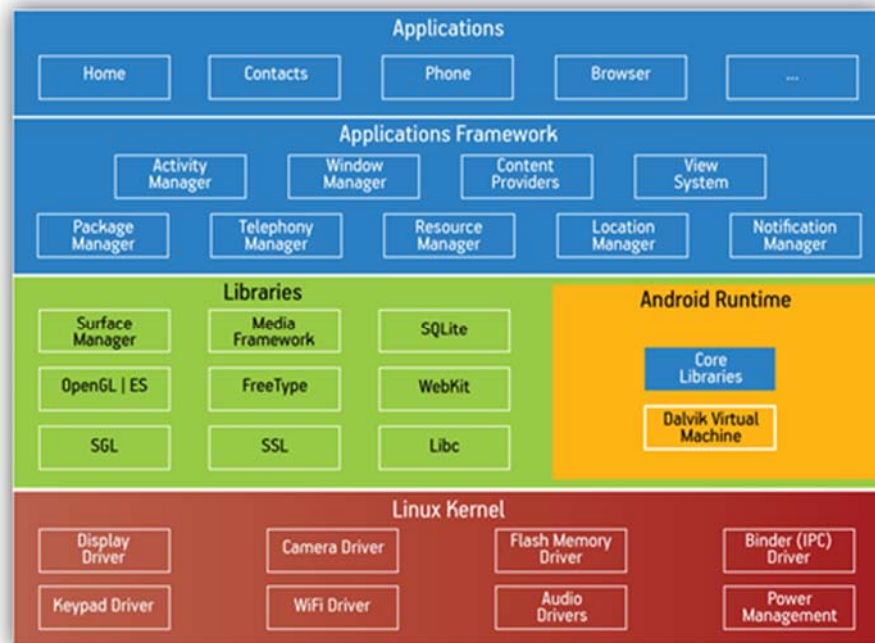 Applications
Home
Contacts
Phone
Browser
...
Applications Framework
Activity
Manager
Window
Manager
Content
Providers
View
System
Package
Manager
Telephony
Manager
Resource
Manager
Location
Manager
Notification
Manager
Libraries
Surface
Manager
Media
Framework
SQLite
OpenGL | ES
FreeType
WebKit
SGL
SSL
Libc
Android Runtime
Core
Libraries
Dalvik Virtual
Machine
Linux Kernel
Display
Driver
Camera Driver
Flash Memory
Driver
Binder (IPC)
Driver
Keypad Driver
WiFi Driver
Audio
Drivers
Power
Management